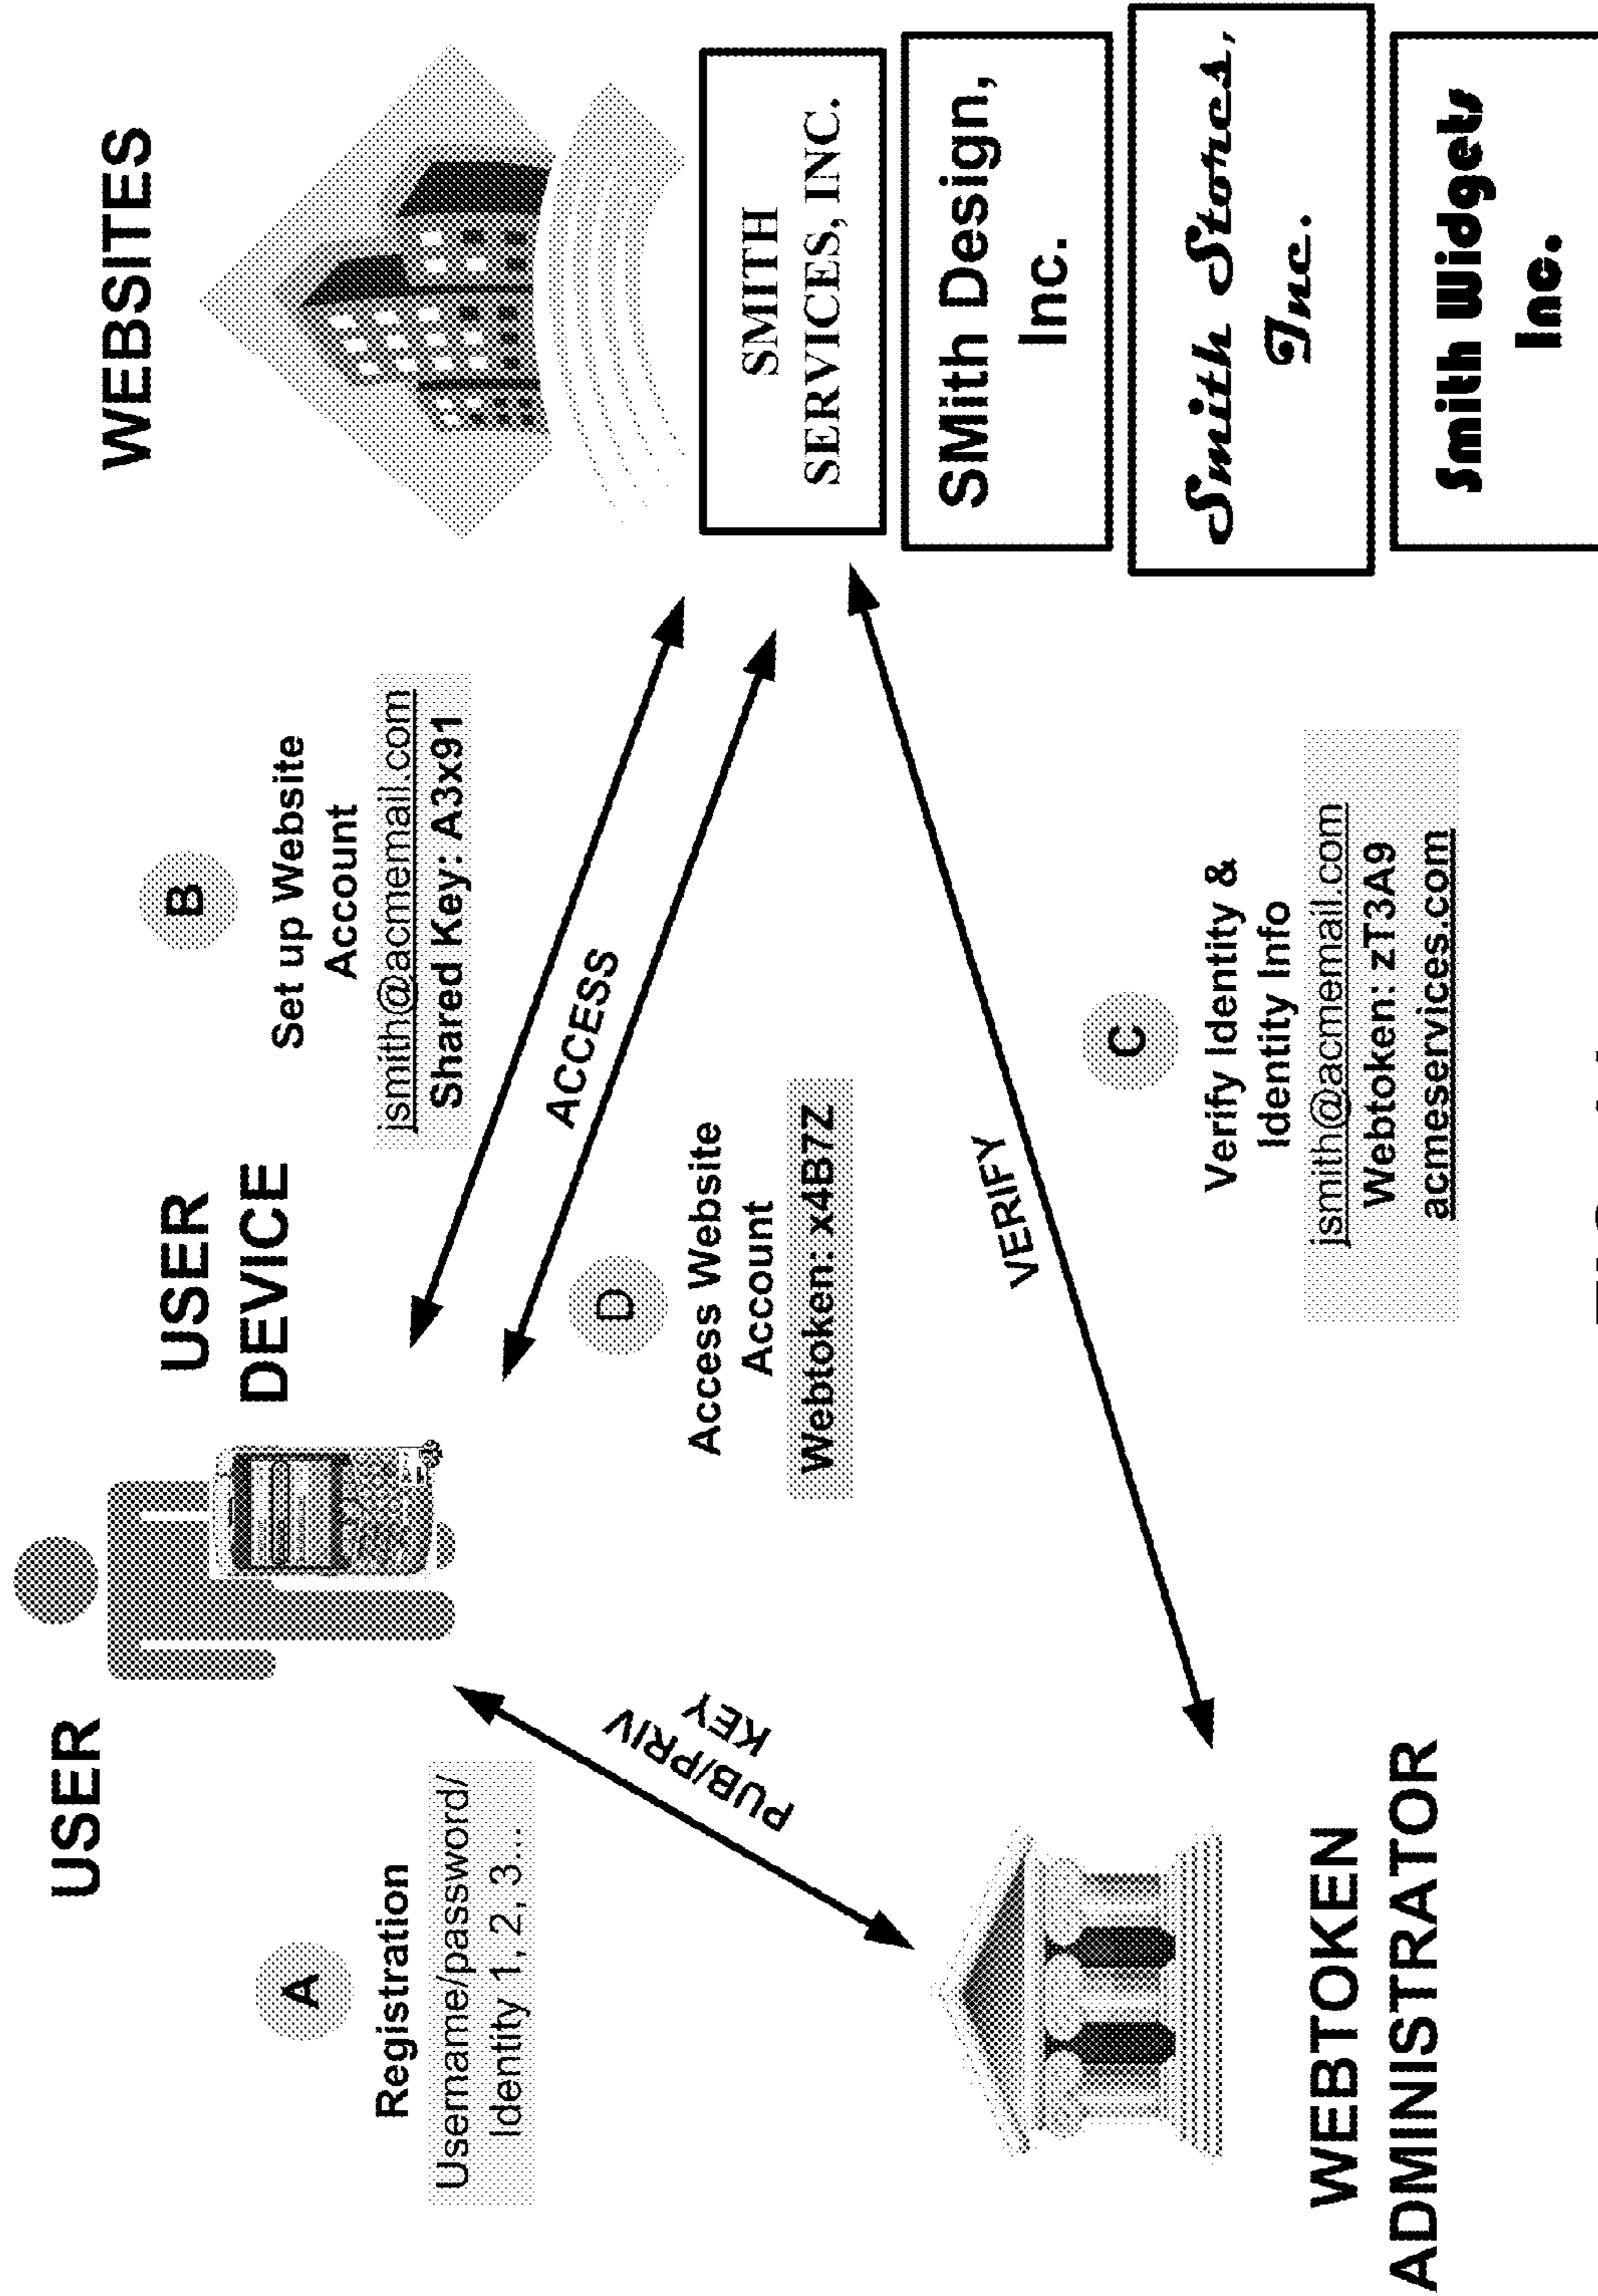 USER
A
Registration
Username/password/
Identity 1, 2, 3...
PUB/PRIV
KEY
WEBTOKEN
ADMINISTRATOR
USER
DEVICE
B
Set up Website
Account
jsmith@acmemail.com
Shared Key: A3x91
ACCESS
D
Access Website
Account
Webtoken: x4B7Z
VERIFY
C
Verify Identity &
Identity Info
jsmith@acmemail.com
Webtoken: zT3A9
acmeservices.com
WEBSITES
SMITH
SERVICES, INC.
SMith Design,
Inc.
Smith Stores,
Inc.
Smith Widgets
Inc.